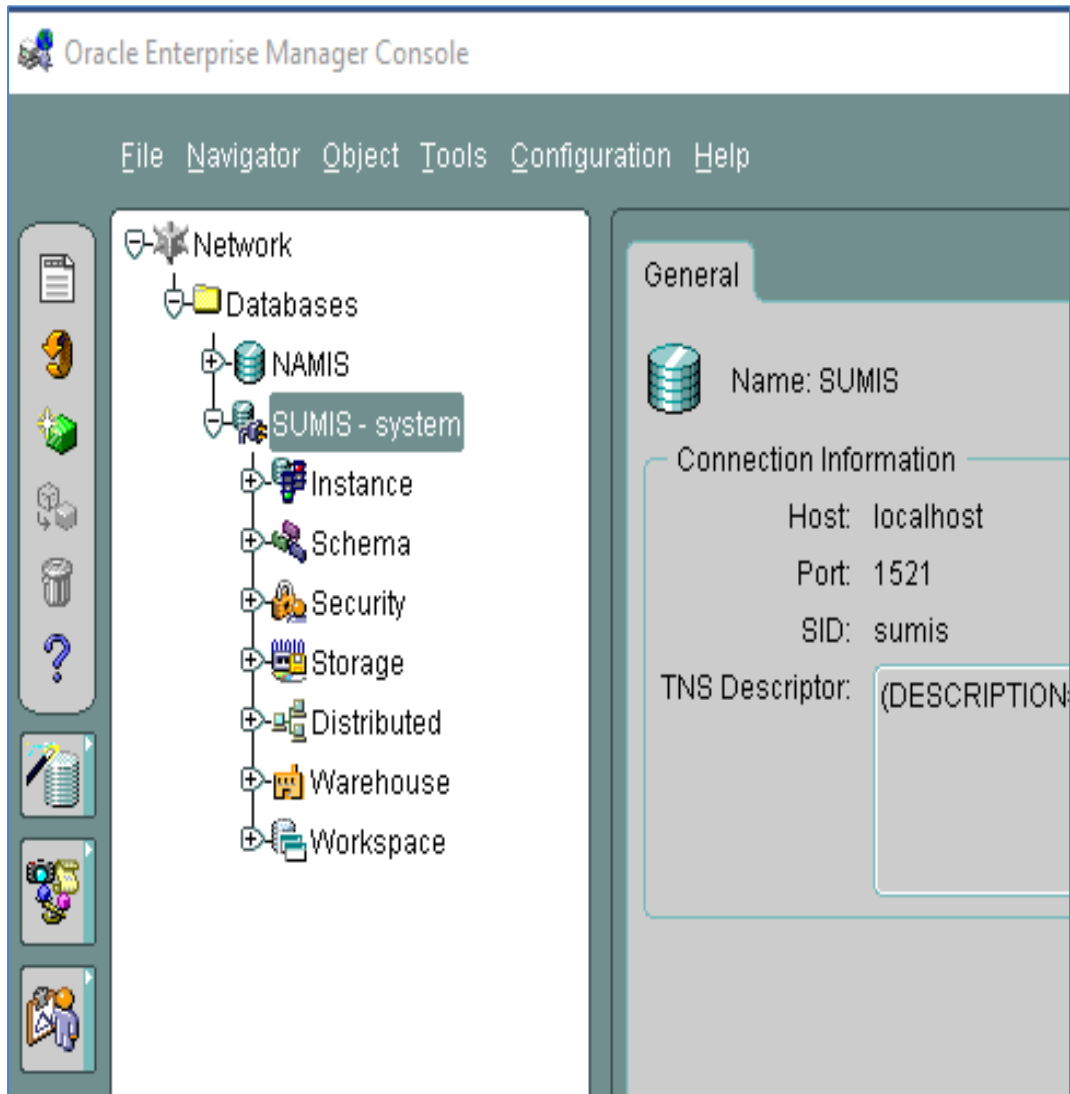 Oracle Enterprise Manager Console
File Navigator Object Tools Configuration Help
Network
Databases
NAMIS
SUMIS - system
Instance
Schema
Security
Storage
Distributed
Warehouse
Workspace
General
Name: SUMIS
Connection Information
Host: localhost
Port: 1521
SID: sumis
TNS Descriptor: (DESCRIPTION=